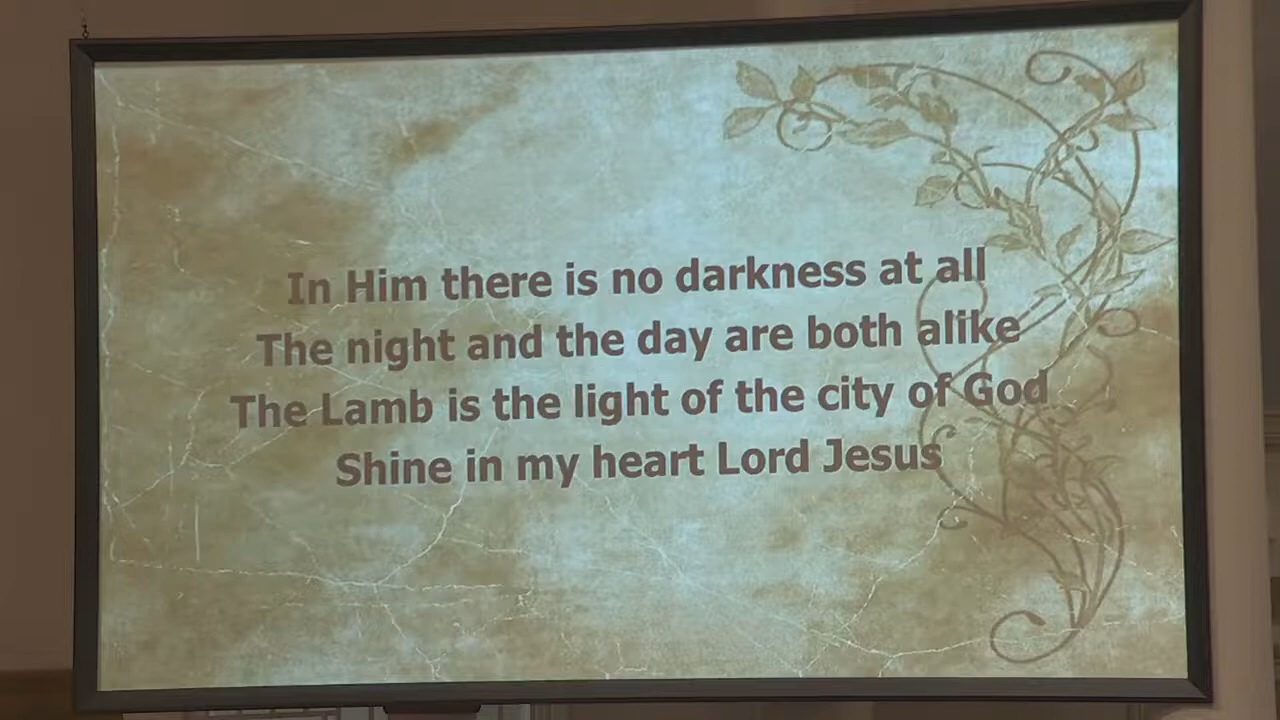 In Him there is no darkness at all
The night and the day are both alike
The Lamb is the light of the city of God
Shine in my heart Lord Jesus